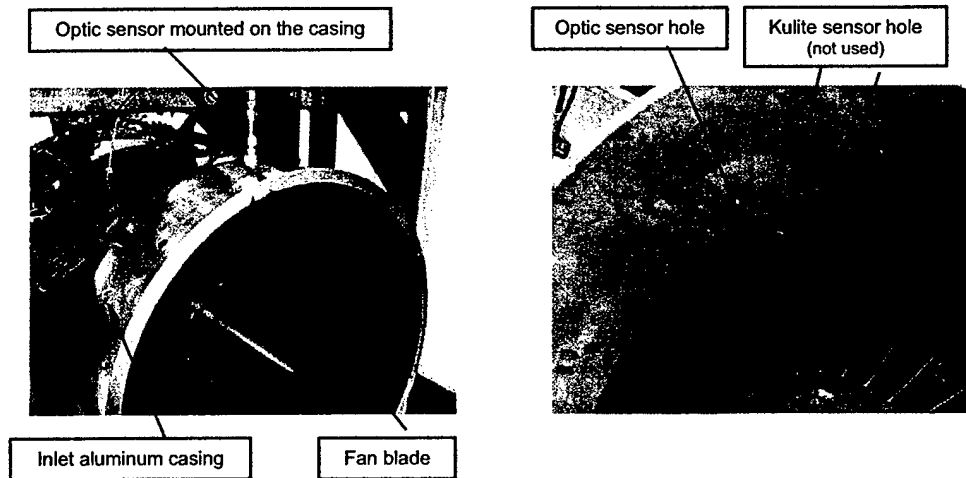 Optic sensor mounted on the casing
Optic sensor hole
Kulite sensor hole
(not used)
Inlet aluminum casing
Fan blade